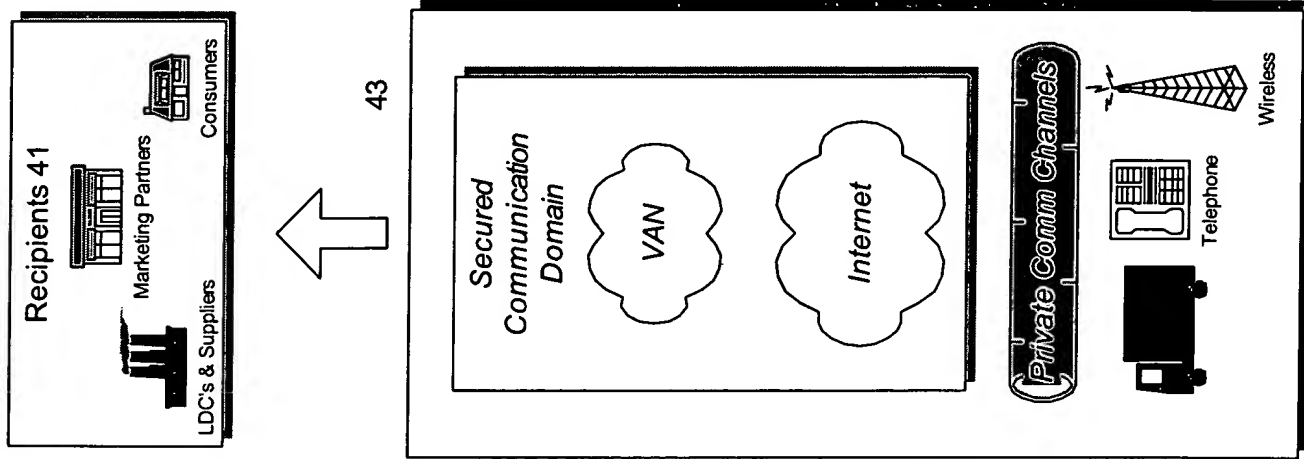 Recipients 41
LDC's & Suppliers
Marketing Partners
Consumers
43
Secured
Communication
Domain
VAN
Internet
Private Comm Channels
Telephone
Wireless